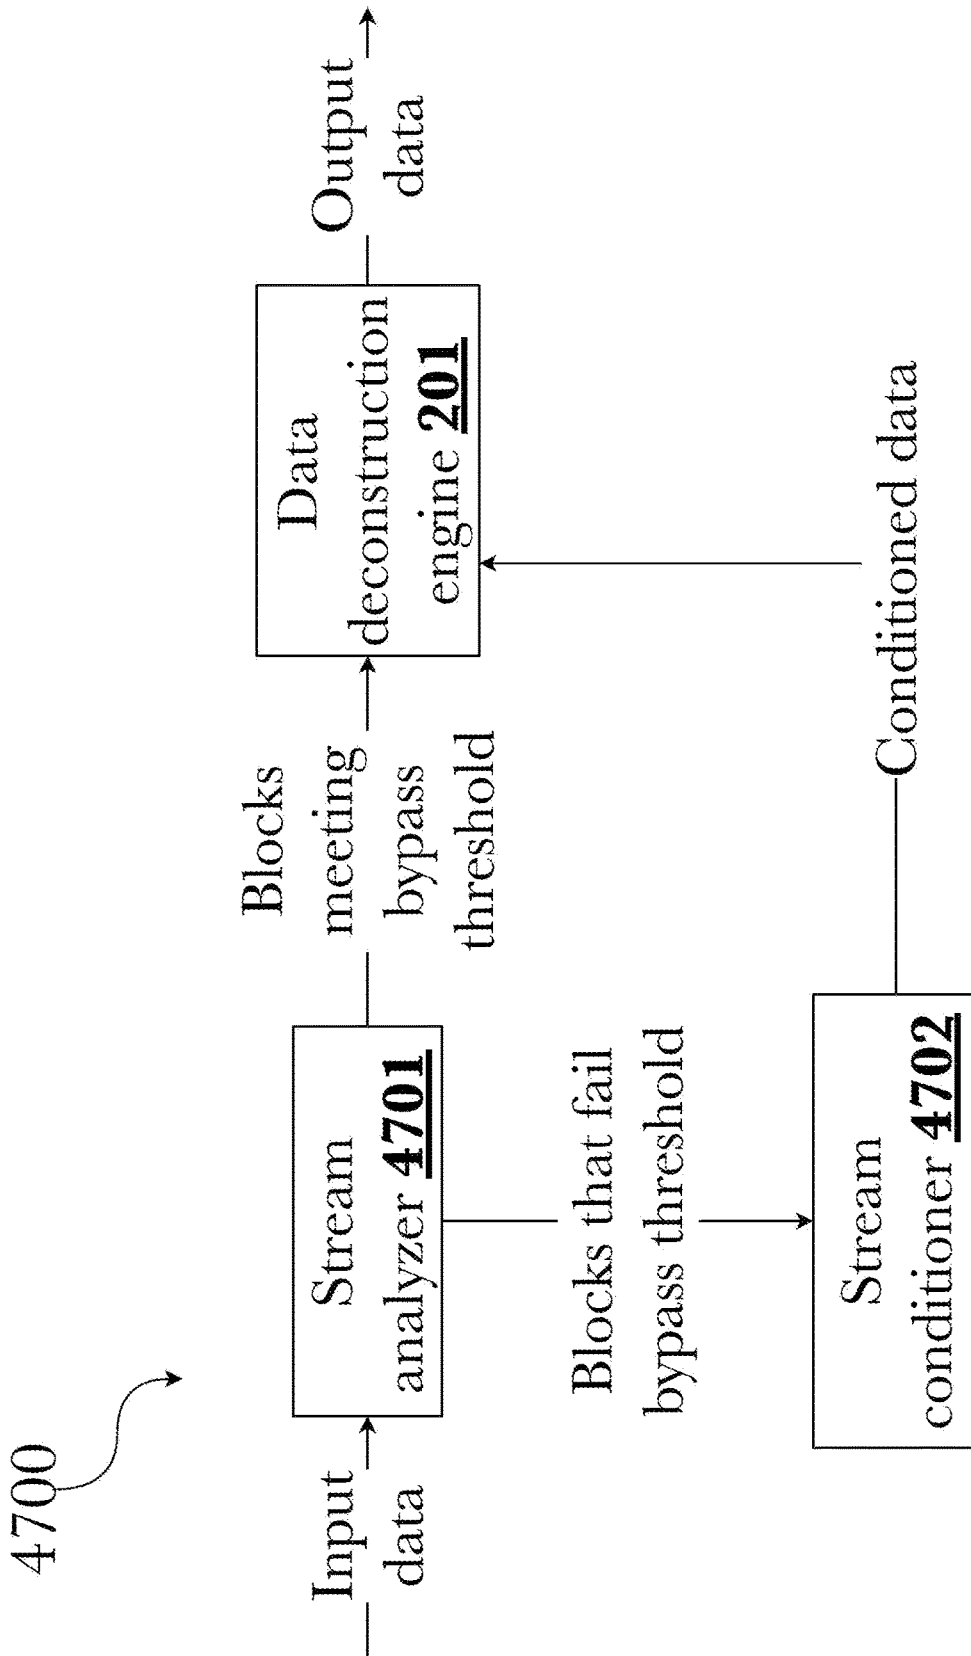 4700
Input
data
Stream
analyzer 4701
Blocks
meeting
bypass
threshold
Data
deconstruction
engine 201
Output
data
Blocks that fail
bypass threshold
Stream
conditioner 4702
Conditioned data